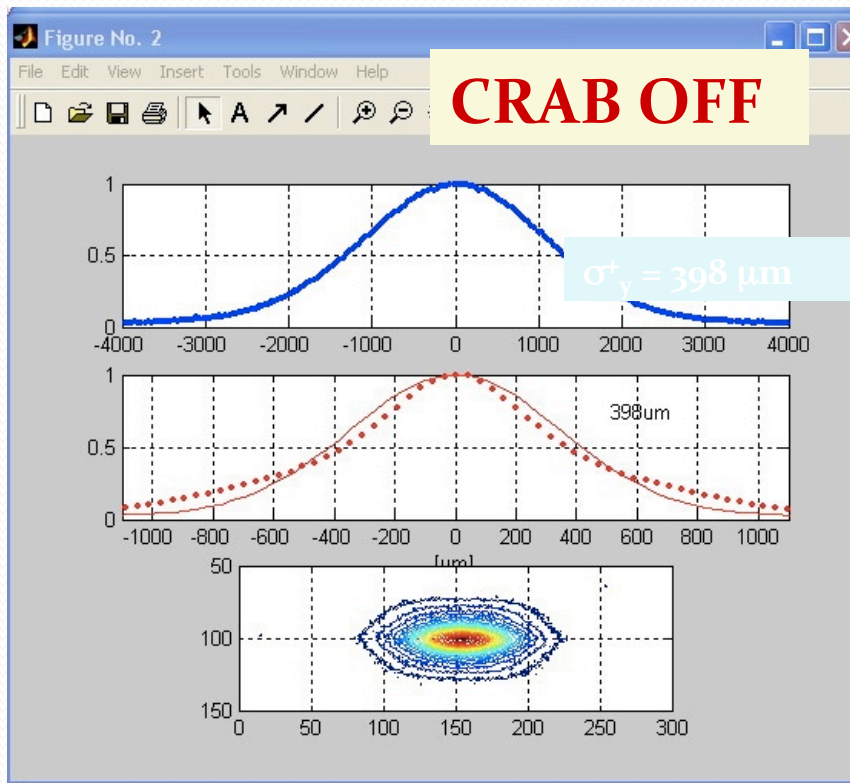 Figure No. 2
File Edit View Insert Tools Window Help
CRAB OFF
A
1
0.5
0
-4000 -3000 -2000 -1000 0 1000 2000 3000 4000
σ⁺y = 398 μm
1
0.5
0
398um
-1000 -800 -600 -400 -200 0 200 400 600 800 1000
[um]
50
100
150
0 50 100 150 200 250 300